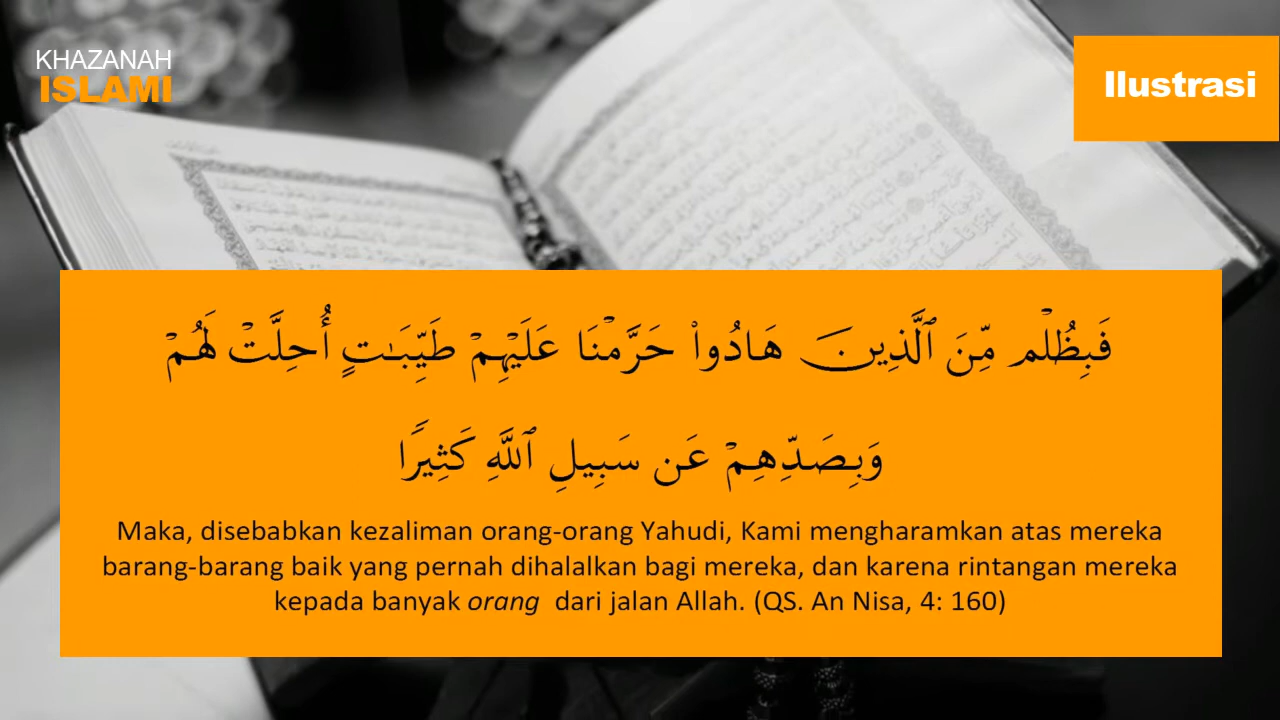 KHAZANAH
ISLAMI
Ilustrasi
فَبِظُلْمٍ مِّنَ ٱلَّذِينَ هَادُوا۟ حَرَّمْنَا عَلَيْهِمْ طَيِّبَـٰتٍ أُحِلَّتْ لَهُمْ
وَبِصَدِّهِمْ عَن سَبِيلِ ٱللَّهِ كَثِيرًا
Maka, disebabkan kezaliman orang-orang Yahudi, Kami mengharamkan atas mereka
barang-barang baik yang pernah dihalalkan bagi mereka, dan karena rintangan mereka
kepada banyak orang dari jalan Allah. (QS. An Nisa, 4: 160)